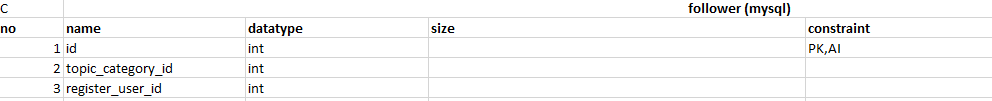 C follower (mysql)
no name datatype size constraint
1 id int PK,AI
2 topic_category_id int
3 register_user_id int